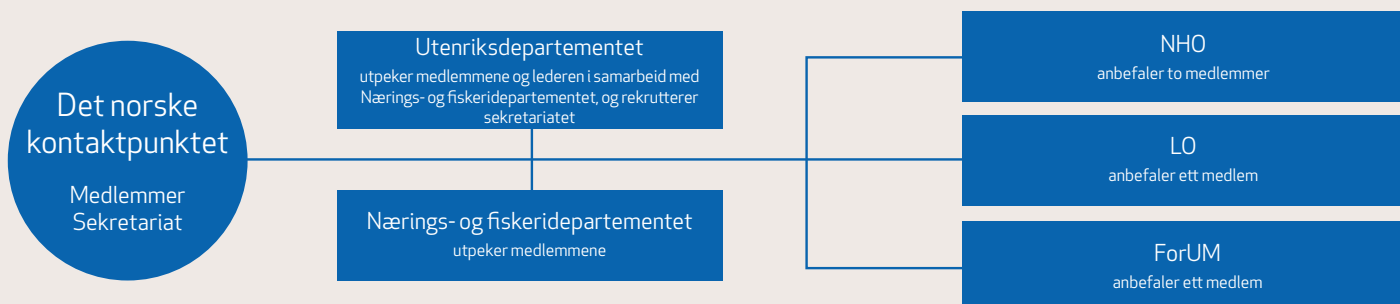 Det norske
kontaktpunktet
Medlemmer
Sekretariat
Utenriksdepartementet
utpeker medlemmene og lederen i samarbeid med
Nærings- og fiskeridepartementet, og rekrutterer
sekretariatet
Nærings- og fiskeridepartementet
utpeker medlemmene
NHO
anbefaler to medlemmer
LO
anbefaler ett medlem
ForUM
anbefaler ett medlem